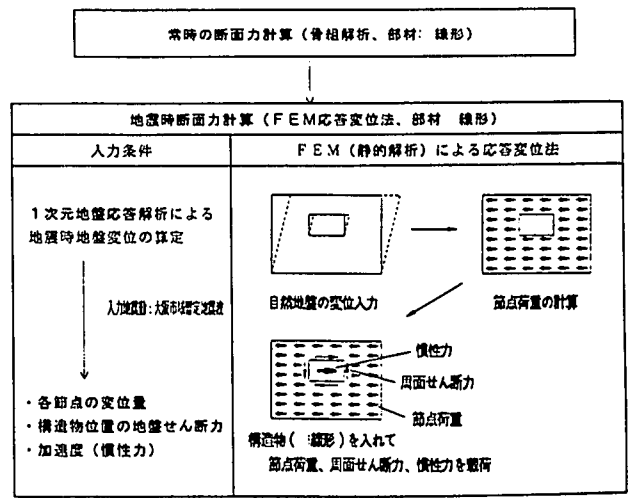 常時の断面力計算（骨組解析、部材：線形）
地震時断面力計算（ＦＥＭ応答変位法、部材　線形）
入力条件
ＦＥＭ（静的解析）による応答変位法
１次元地盤応答解析による
地震時地盤変位の算定
入力地震動：大阪市
・各節点の変位量
・構造物位置の地盤せん断力
・加速度（慣性力）
自然地盤の変位入力
節点荷重の計算
慣性力
周面せん断力
節点荷重
構造物（　線形）を入れて
節点荷重、周面せん断力、慣性力を載荷